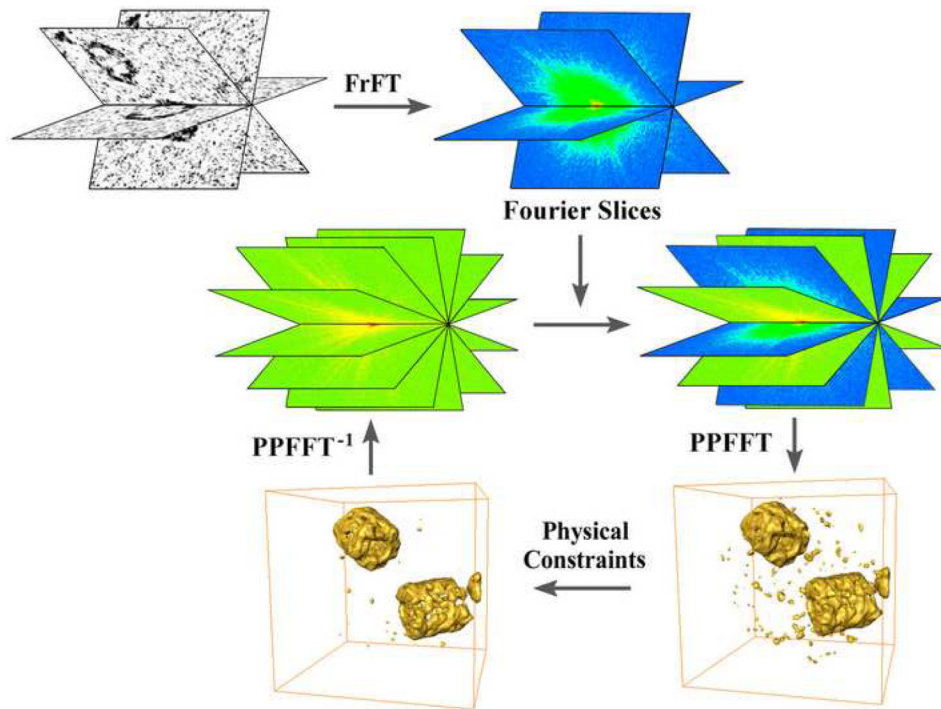 FrFT
Fourier Slices
PPFFT⁻¹
PPFFT
Physical
Constraints